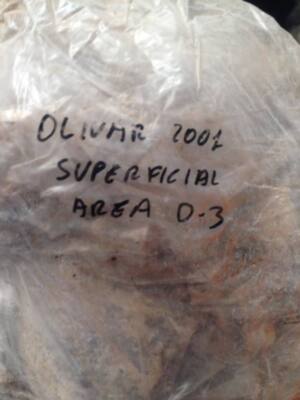 OLIVAR 2001
SUPERFICIAL
AREA D-3